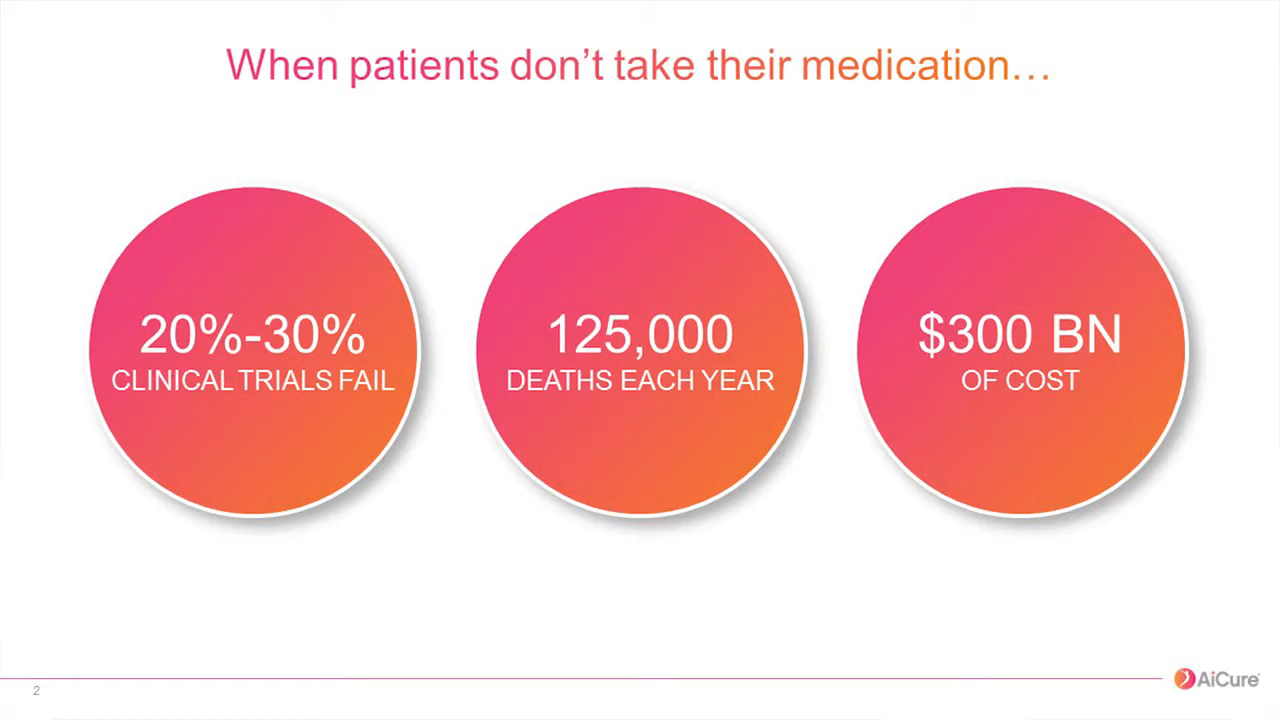 When patients don’t take their medication…
20%-30%
CLINICAL TRIALS FAIL
125,000
DEATHS EACH YEAR
$300 BN
OF COST
2
AiCure